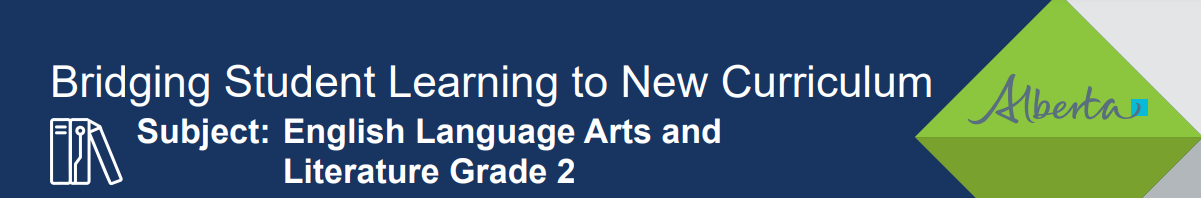 Bridging Student Learning to New Curriculum
Subject: English Language Arts and
Literature Grade 2
Alberta